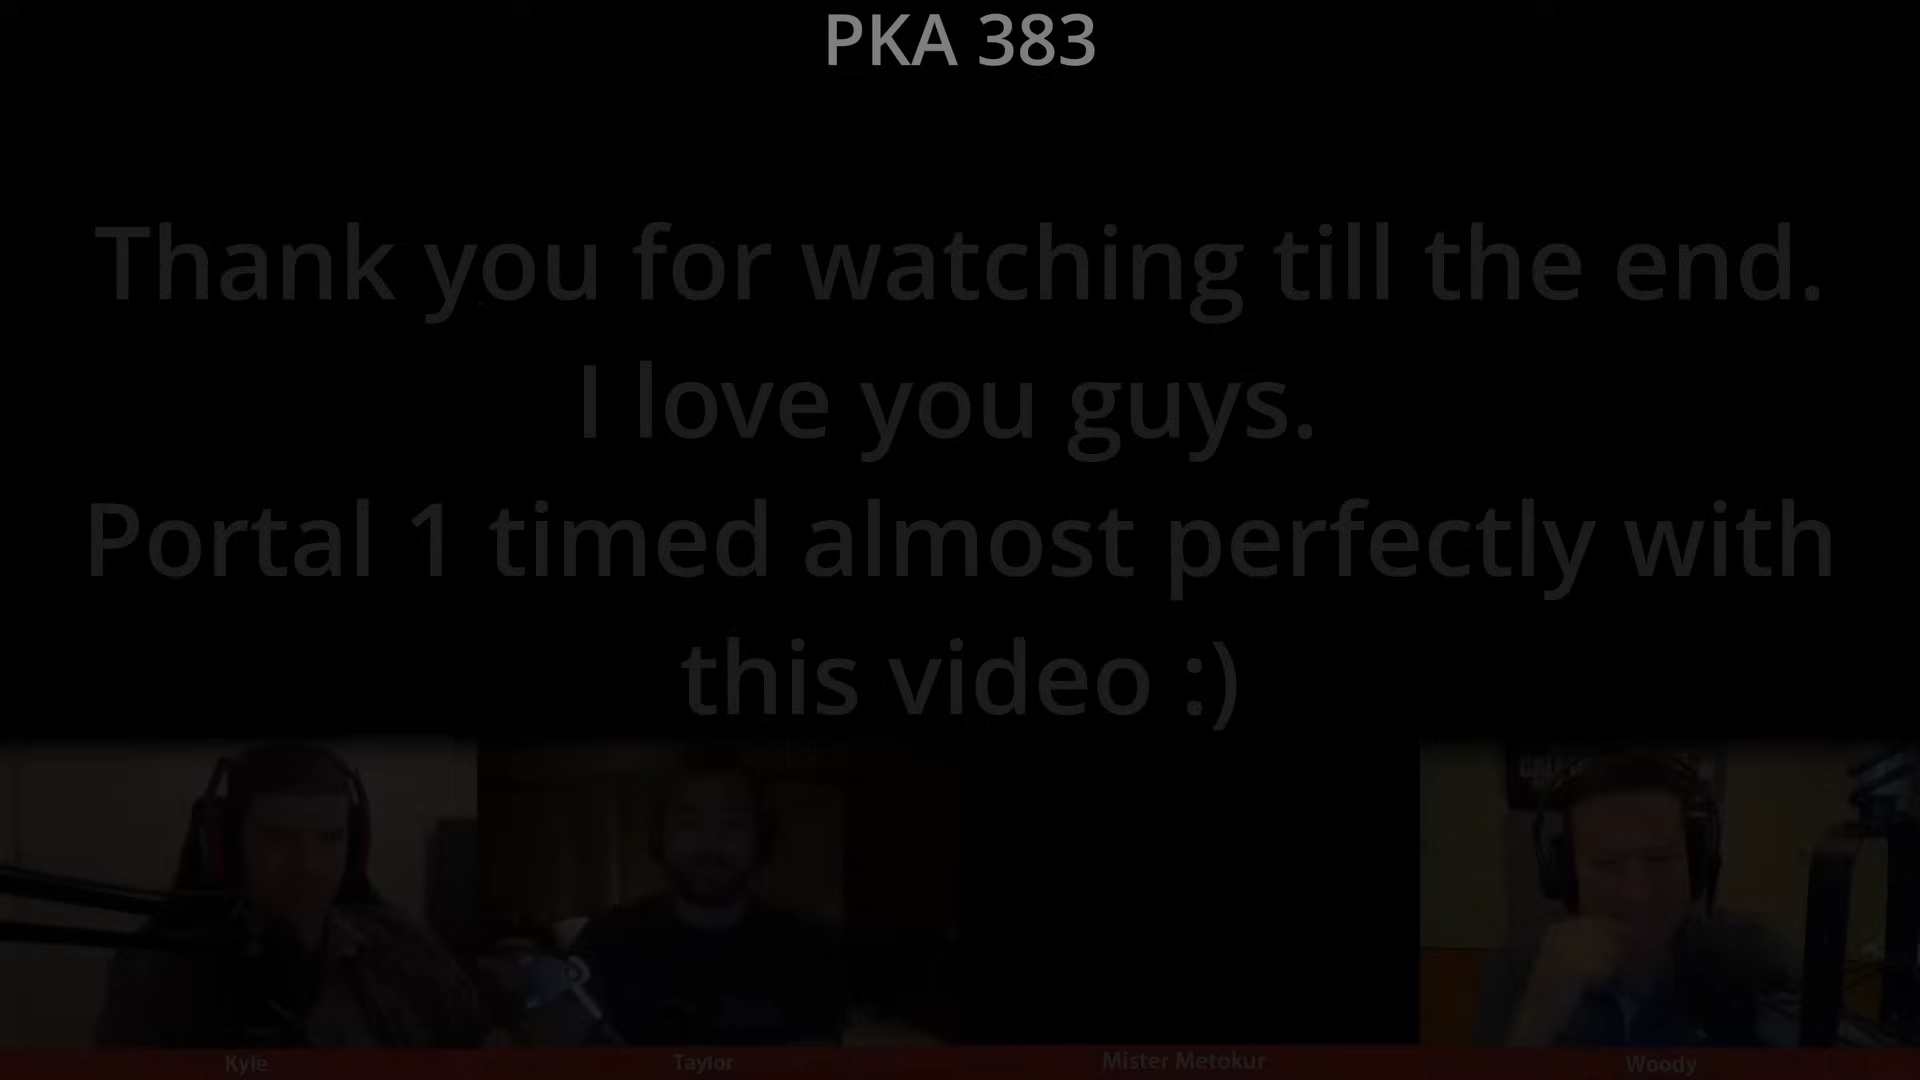 PKA 383
Thank you for watching till the end.
I love you guys.
Portal 1 timed almost perfectly with
this video :)
Kyle
Taylor
Mister Metokur
Woody